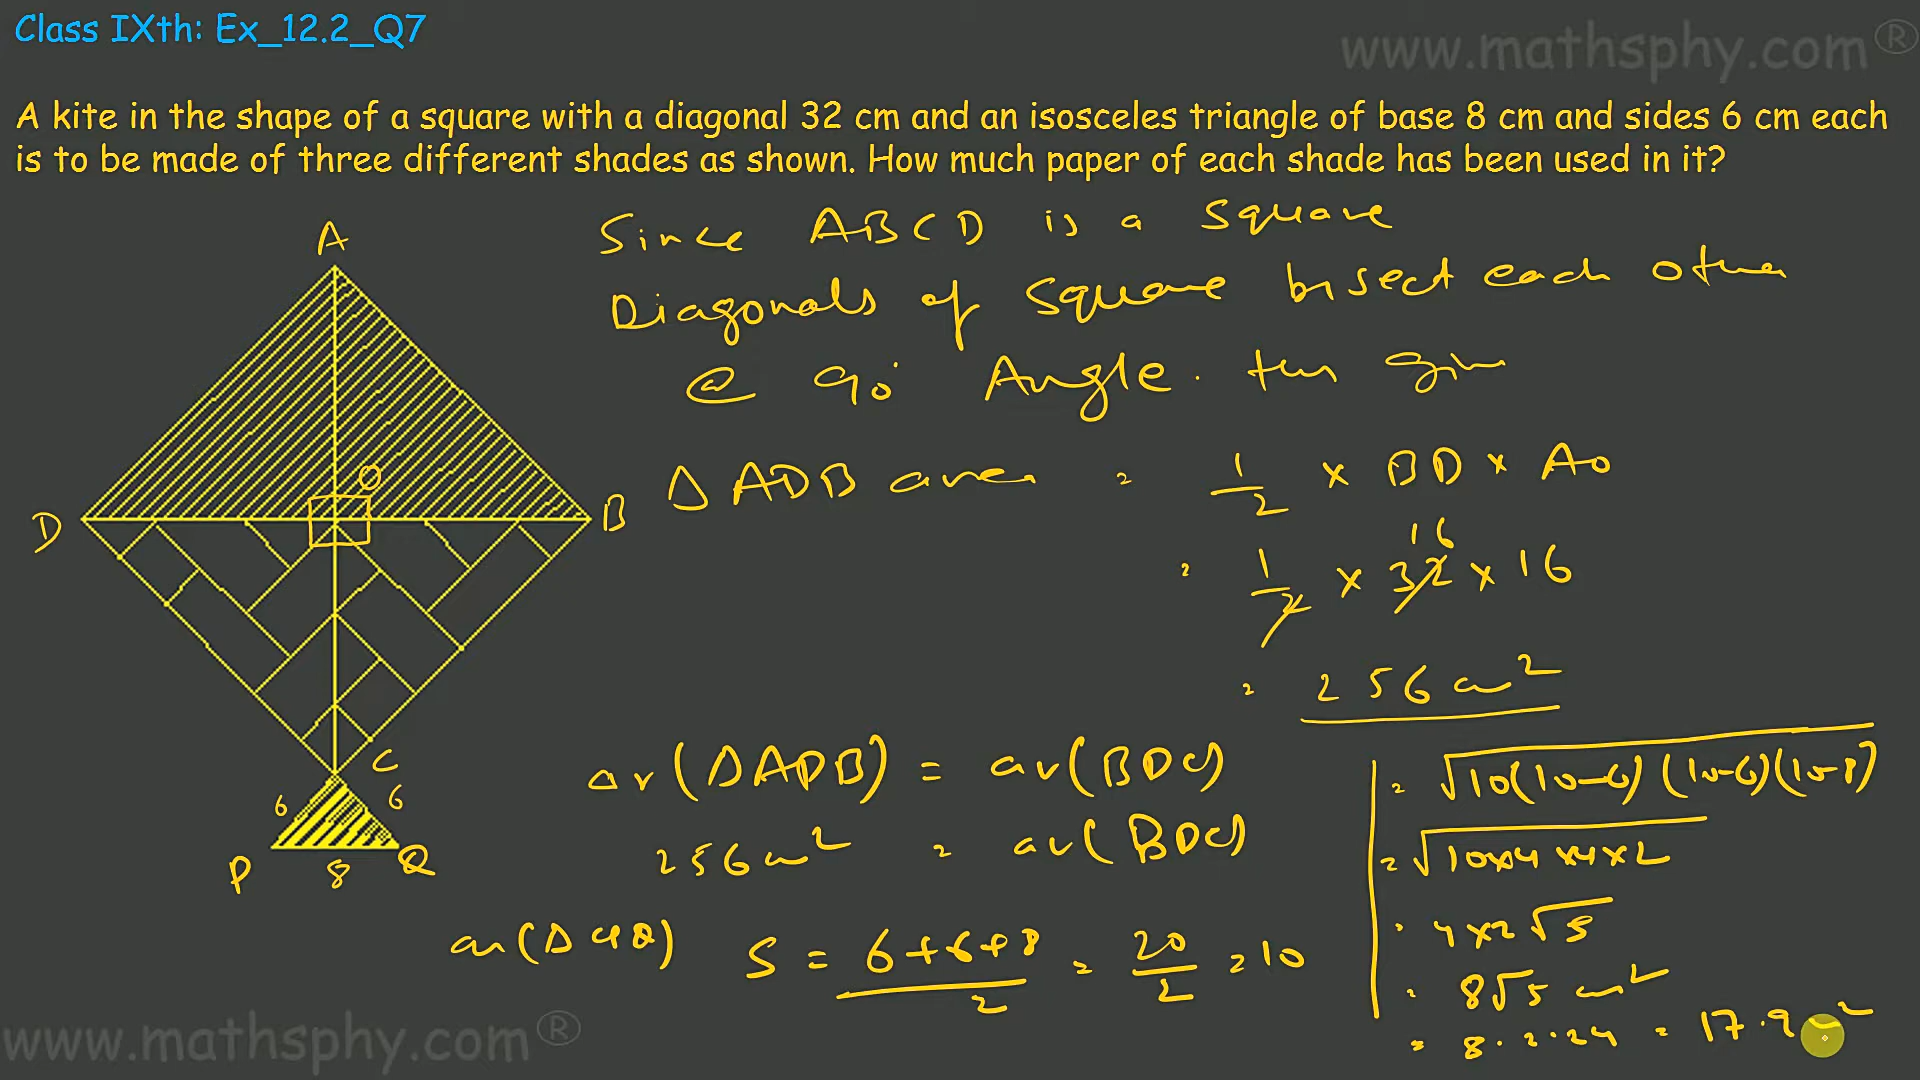 Class IXth: Ex_12.2_Q7
www.mathsphy.com®
A kite in the shape of a square with a diagonal 32 cm and an isosceles triangle of base 8 cm and sides 6 cm each
is to be made of three different shades as shown. How much paper of each shade has been used in it?
Since ABCD is a Square
Diagonals of Square bisect each other
@ 90° Angle.
Δ ADB area = 1/2 × BD × AO
= 1/2 × 32 × 16
16
= 256 cm²
A
O
D
B
C
6
6
P
8
Q
ar(ΔADB) = ar(BDC)
256 cm² = ar(BDC)
S = 6+6+8/2 = 20/2 = 10
= √10(10-6)(10-6)(10-8)
= √10×4×4×2
= 4×2√5
= 8√5 cm²
= 8·2·24 = 17.9
www.mathsphy.com®